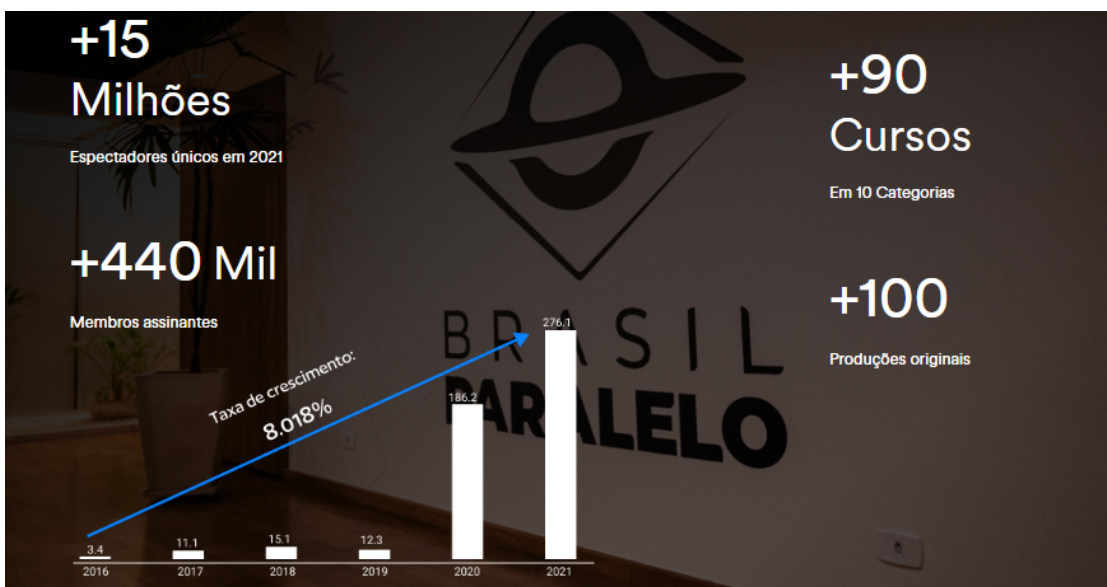 +15
Milhões
Espectadores únicos em 2021
+440 Mil
Membros assinantes
+90
Cursos
Em 10 Categorias
+100
Produções originais
BRASIL
PARALELO
Taxa de crescimento:
8.018%
3.4
11.1
15.1
12.3
186.2
276.1
2016
2017
2018
2019
2020
2021